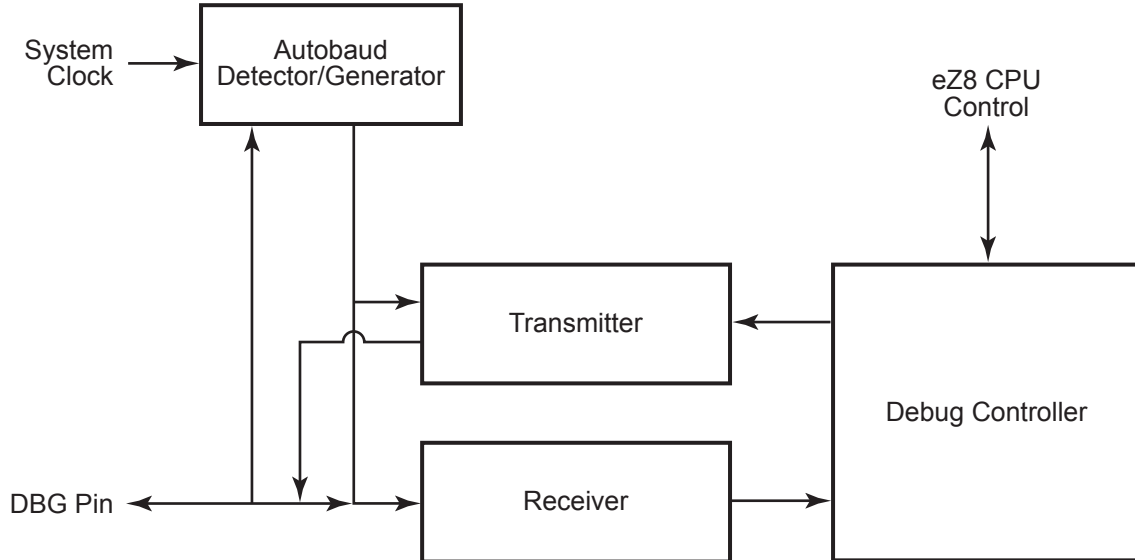 System
Clock
Autobaud
Detector/Generator
eZ8 CPU
Control
Transmitter
Debug Controller
DBG Pin
Receiver